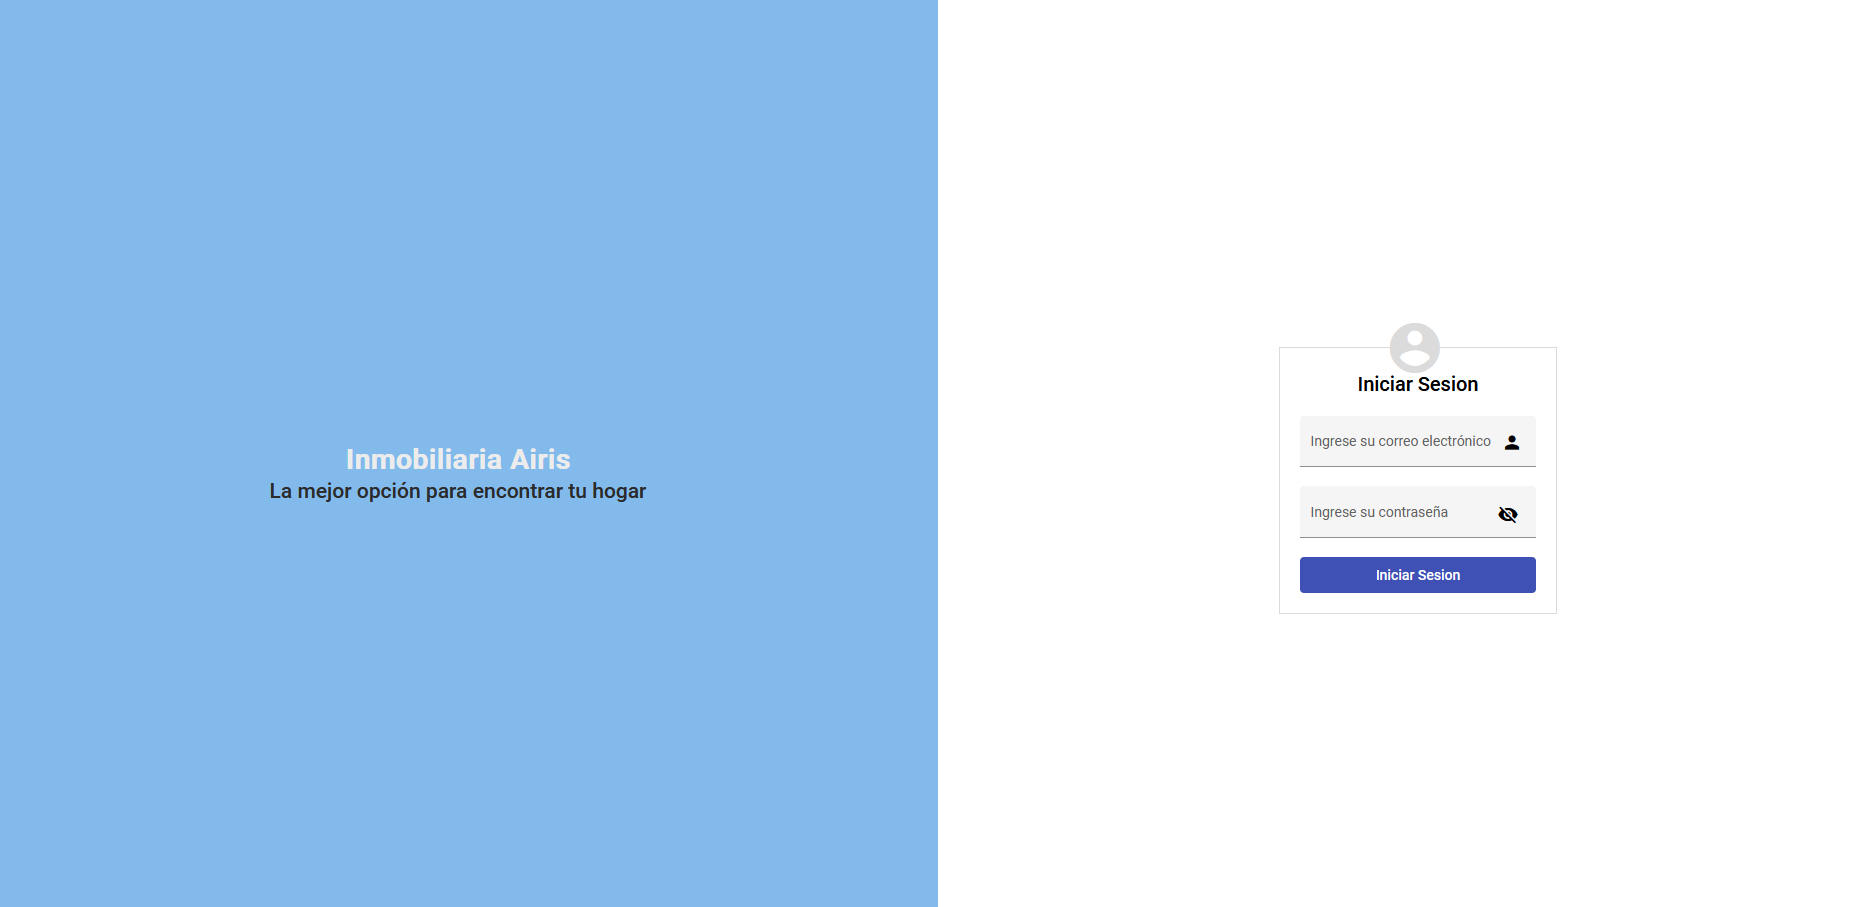 Inmobiliaria Airis
La mejor opción para encontrar tu hogar
Iniciar Sesion
Ingrese su correo electrónico
Ingrese su contraseña
Iniciar Sesion